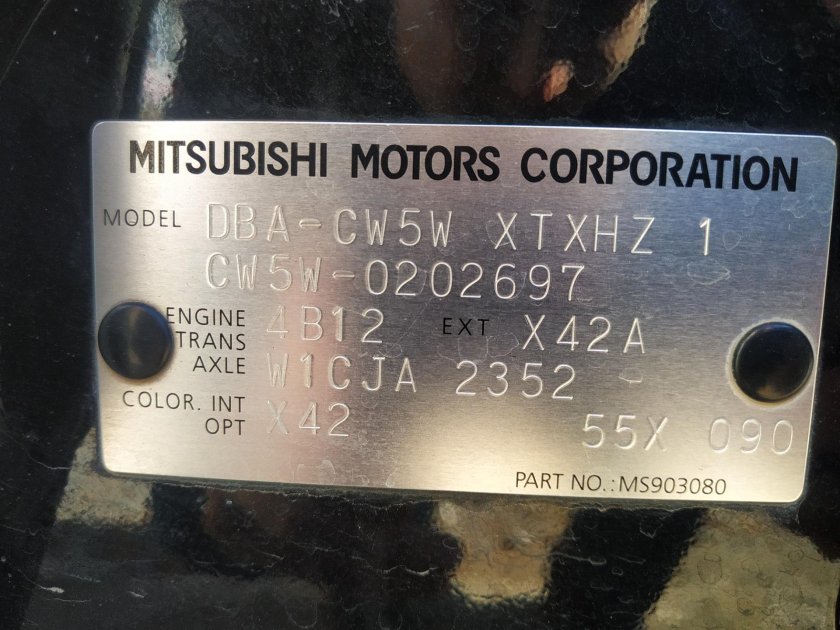 MITSUBISHI MOTORS CORPORATION
MODEL DBA-CW5W XTXHZ 1
CW5W-0202697
ENGINE 4B12 EXT X42A
TRANS AXLE W1CJA 2352 -
COLOR. INT OPT X42 55X 090
PART NO.: MS903080